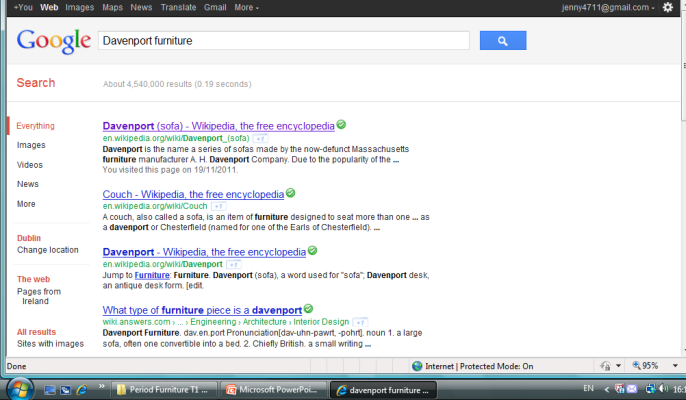 +You Web Images Maps News Translate Gmail More -
jenny4711@gmail.com -
Google
Davenport furniture
Search
About 4,540,000 results (0.19 seconds)
Everything
Images
Videos
News
More
Dublin
Change location
The web
Pages from
Ireland
All results
Sites with images
Davenport (sofa) - Wikipedia, the free encyclopedia
en.wikipedia.org/wiki/Davenport_(sofa) +1
Davenport is the name a series of sofas made by the now-defunct Massachusetts
furniture manufacturer A. H. Davenport Company. Due to the popularity of the ...
You visited this page on 19/11/2011.
Couch - Wikipedia, the free encyclopedia
en.wikipedia.org/wiki/Couch +1
A couch, also called a sofa, is an item of furniture designed to seat more than one ... as
a davenport or Chesterfield (named for one of the Earls of Chesterfield). ...
Davenport - Wikipedia, the free encyclopedia
en.wikipedia.org/wiki/Davenport +1
Jump to Furniture: Furniture. Davenport (sofa), a word used for "sofa"; Davenport desk,
an antique desk form. [edit.
What type of furniture piece is a davenport
wiki.answers.com › ... › Engineering › Architecture › Interior Design +1
Davenport Furniture. dav.en.port Pronunciation[dav-uhn-pawrt, -pohrt]. noun 1. a large
sofa, often one convertible into a bed. 2. Chiefly British. a small writing ...
Done
Internet | Protected Mode: On
95%
Period Furniture T1 ...
Microsoft PowerPoi...
davenport furniture ...
EN